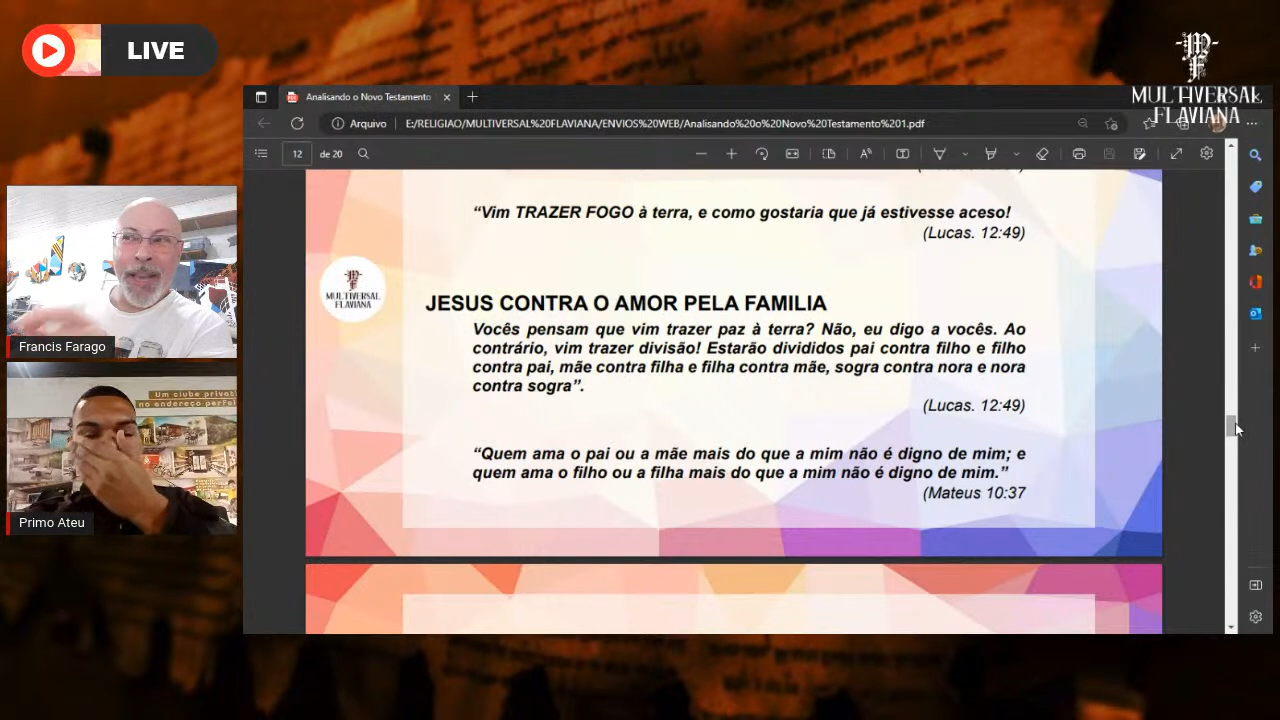 LIVE
MULTIVERSAL
FLAVIANA
Analisando o Novo Testamento
Arquivo
E:/RELIGIAO/MULTIVERSAL%20FLAVIANA/ENVIOS%20WEB/Analisando%20o%20Novo%20Testamento%201.pdf
12 de 20
“Vim TRAZER FOGO à terra, e como gostaria que já estivesse aceso!
(Lucas. 12:49)
MULTIVERSAL
FLAVIANA
JESUS CONTRA O AMOR PELA FAMILIA
Vocês pensam que vim trazer paz à terra? Não, eu digo a vocês. Ao
contrário, vim trazer divisão! Estarão divididos pai contra filho e filho
contra pai, mãe contra filha e filha contra mãe, sogra contra nora e nora
contra sogra”.
(Lucas. 12:49)
“Quem ama o pai ou a mãe mais do que a mim não é digno de mim; e
quem ama o filho ou a filha mais do que a mim não é digno de mim.”
(Mateus 10:37
Francis Farago
Um clube privat
no endereço perfei
Primo Ateu